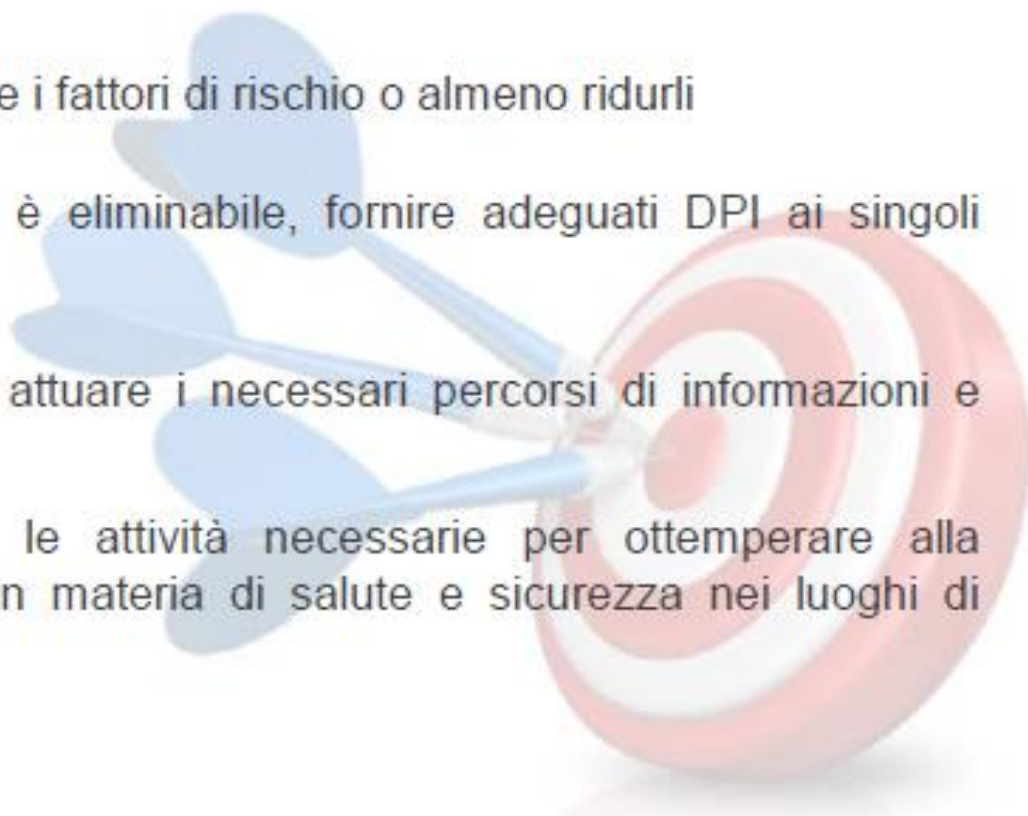 e i fattori di rischio o almeno ridurli
è eliminabile, fornire adeguati DPI ai singoli
attuare i necessari percorsi di informazioni e
le attività necessarie per ottemperare alla
n materia di salute e sicurezza nei luoghi di